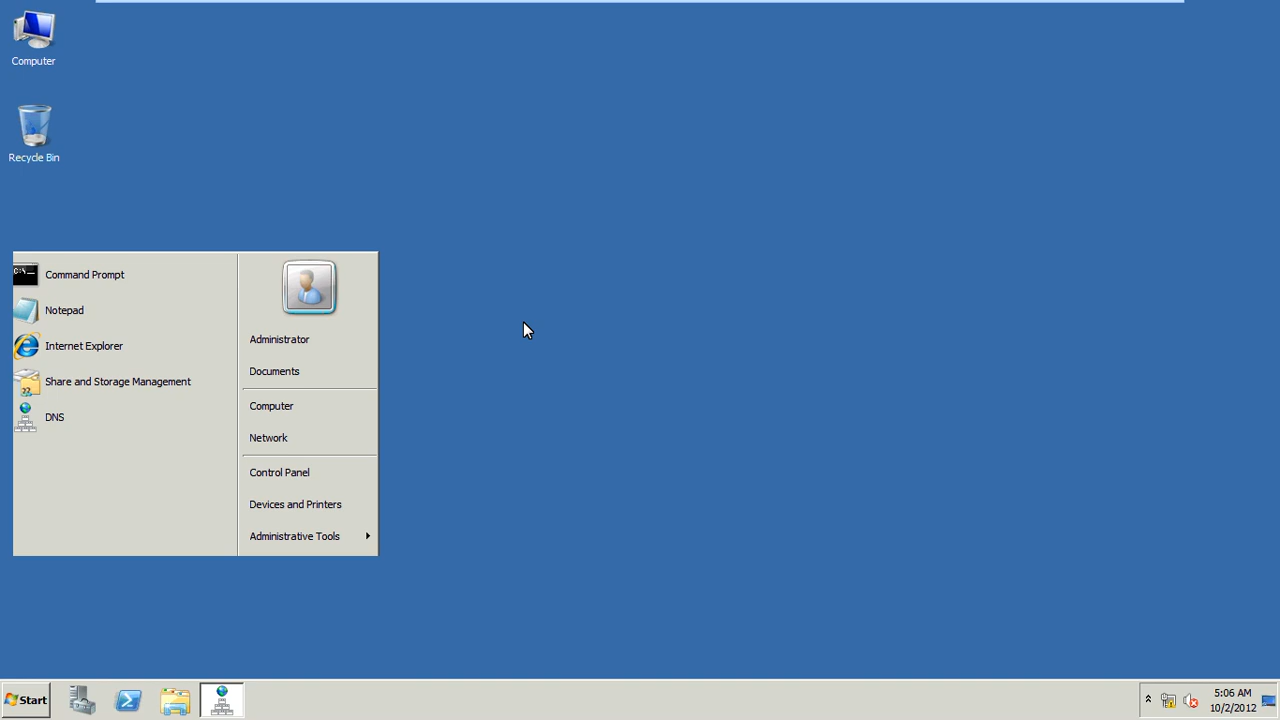 Computer
Recycle Bin
Command Prompt
Notepad
Internet Explorer
Share and Storage Management
DNS
Administrator
Documents
Computer
Network
Control Panel
Devices and Printers
Administrative Tools
Start
5:06 AM
10/2/2012